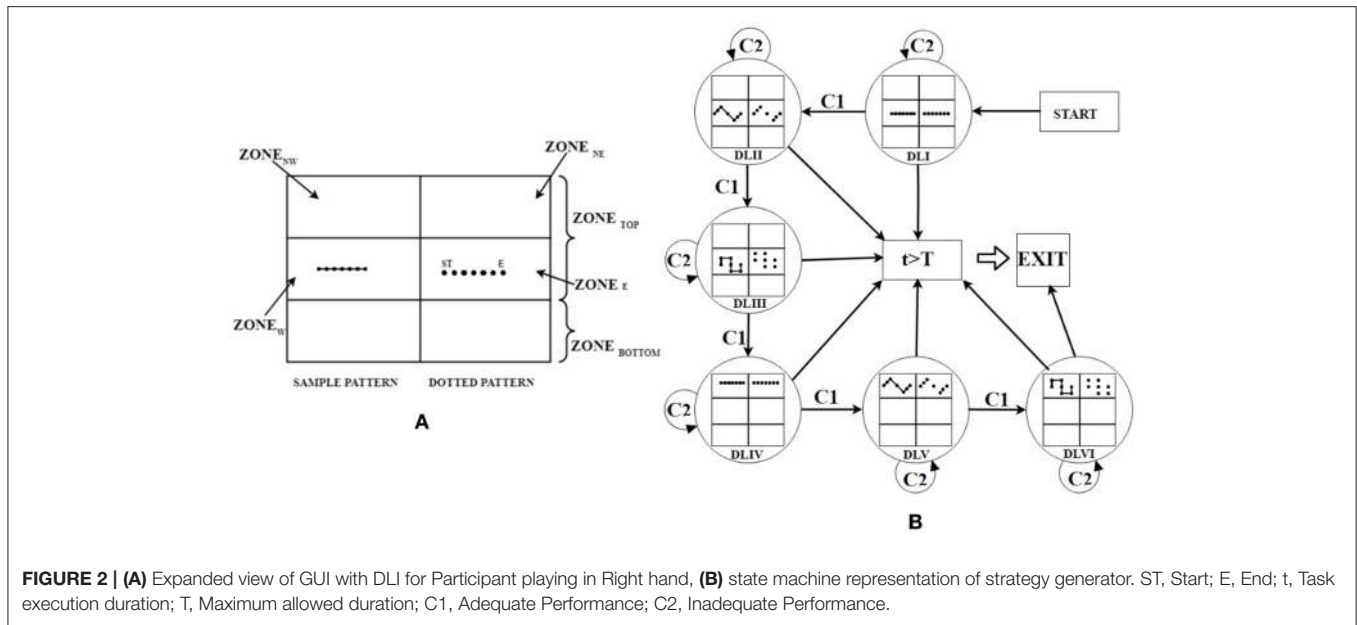 ZONE NW
ZONE NE
ZONE TOP
ST E
ZONE E
ZONE W
ZONE BOTTOM
SAMPLE PATTERN DOTTED PATTERN
A
C2
C2
C1
START
DLII
DLI
C1
C2
t>T
EXIT
DLIII
C1
C2
C1
C1
DLIV
DLV
DLVI
C2
C2
B
FIGURE 2 | (A) Expanded view of GUI with DLI for Participant playing in Right hand, (B) state machine representation of strategy generator. ST, Start; E, End; t, Task
execution duration; T, Maximum allowed duration; C1, Adequate Performance; C2, Inadequate Performance.